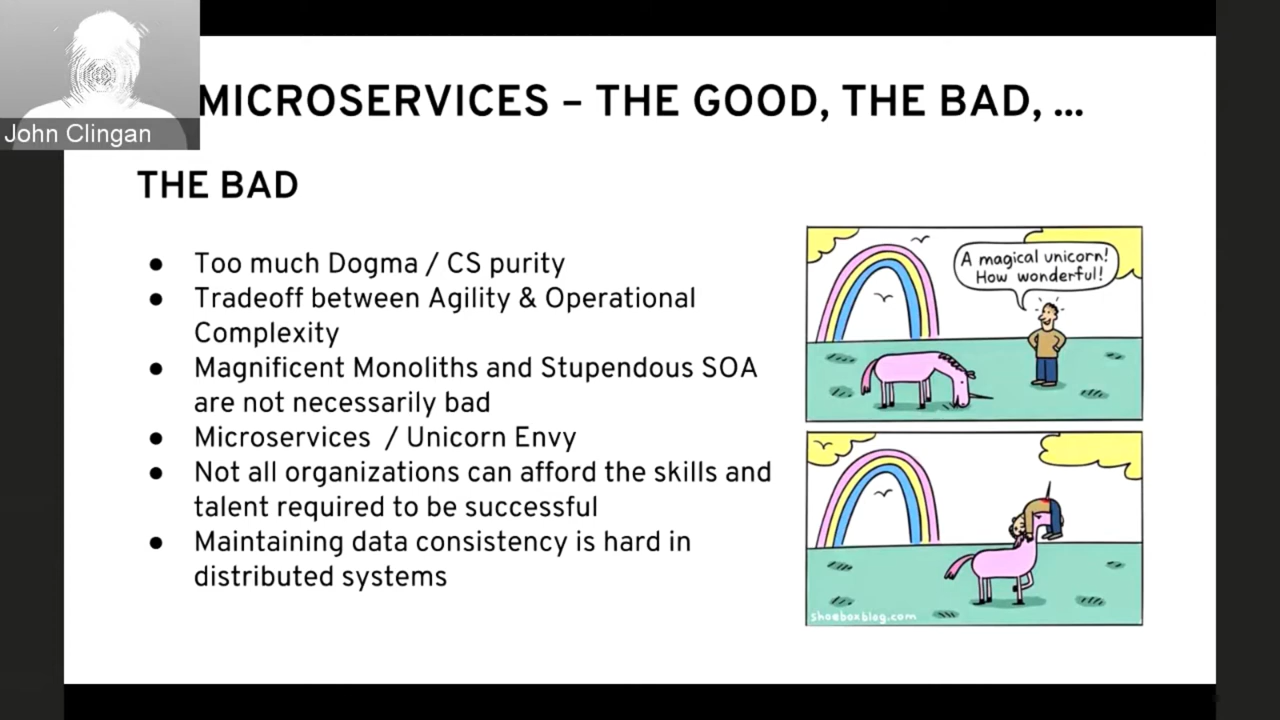 John Clingan
MICROSERVICES – THE GOOD, THE BAD, ...
THE BAD
● Too much Dogma / CS purity
● Tradeoff between Agility & Operational
Complexity
● Magnificent Monoliths and Stupendous SOA
are not necessarily bad
● Microservices / Unicorn Envy
● Not all organizations can afford the skills and
talent required to be successful
● Maintaining data consistency is hard in
distributed systems
A magical unicorn!
How wonderful!
shoeboxblog.com